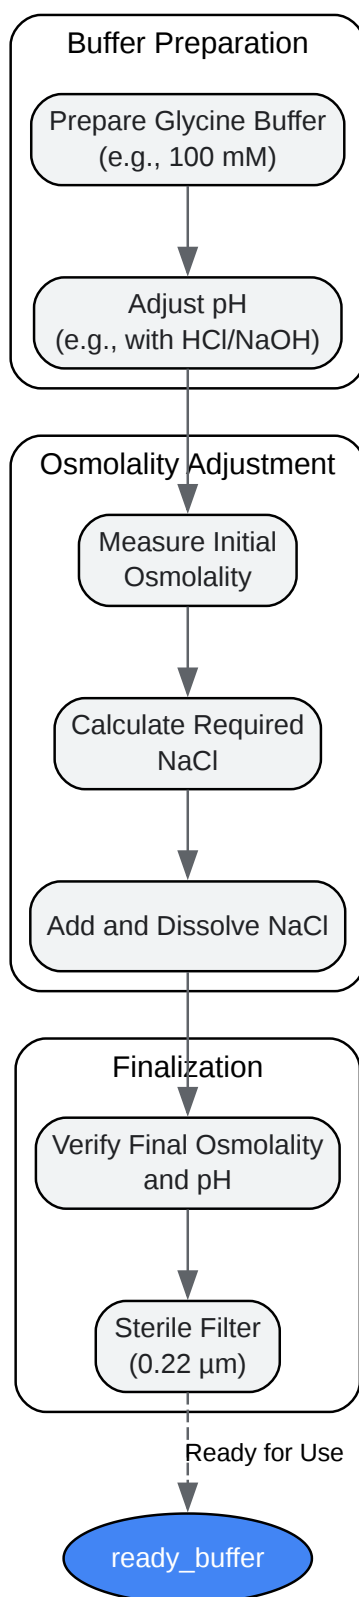 Buffer Preparation
Prepare Glycine Buffer
(e.g., 100 mM)
Adjust pH
(e.g., with HCl/NaOH)
Osmolality Adjustment
Measure Initial
Osmolality
Calculate Required
NaCl
Add and Dissolve NaCl
Finalization
Verify Final Osmolality
and pH
Sterile Filter
(0.22 µm)
Ready for Use
ready_buffer